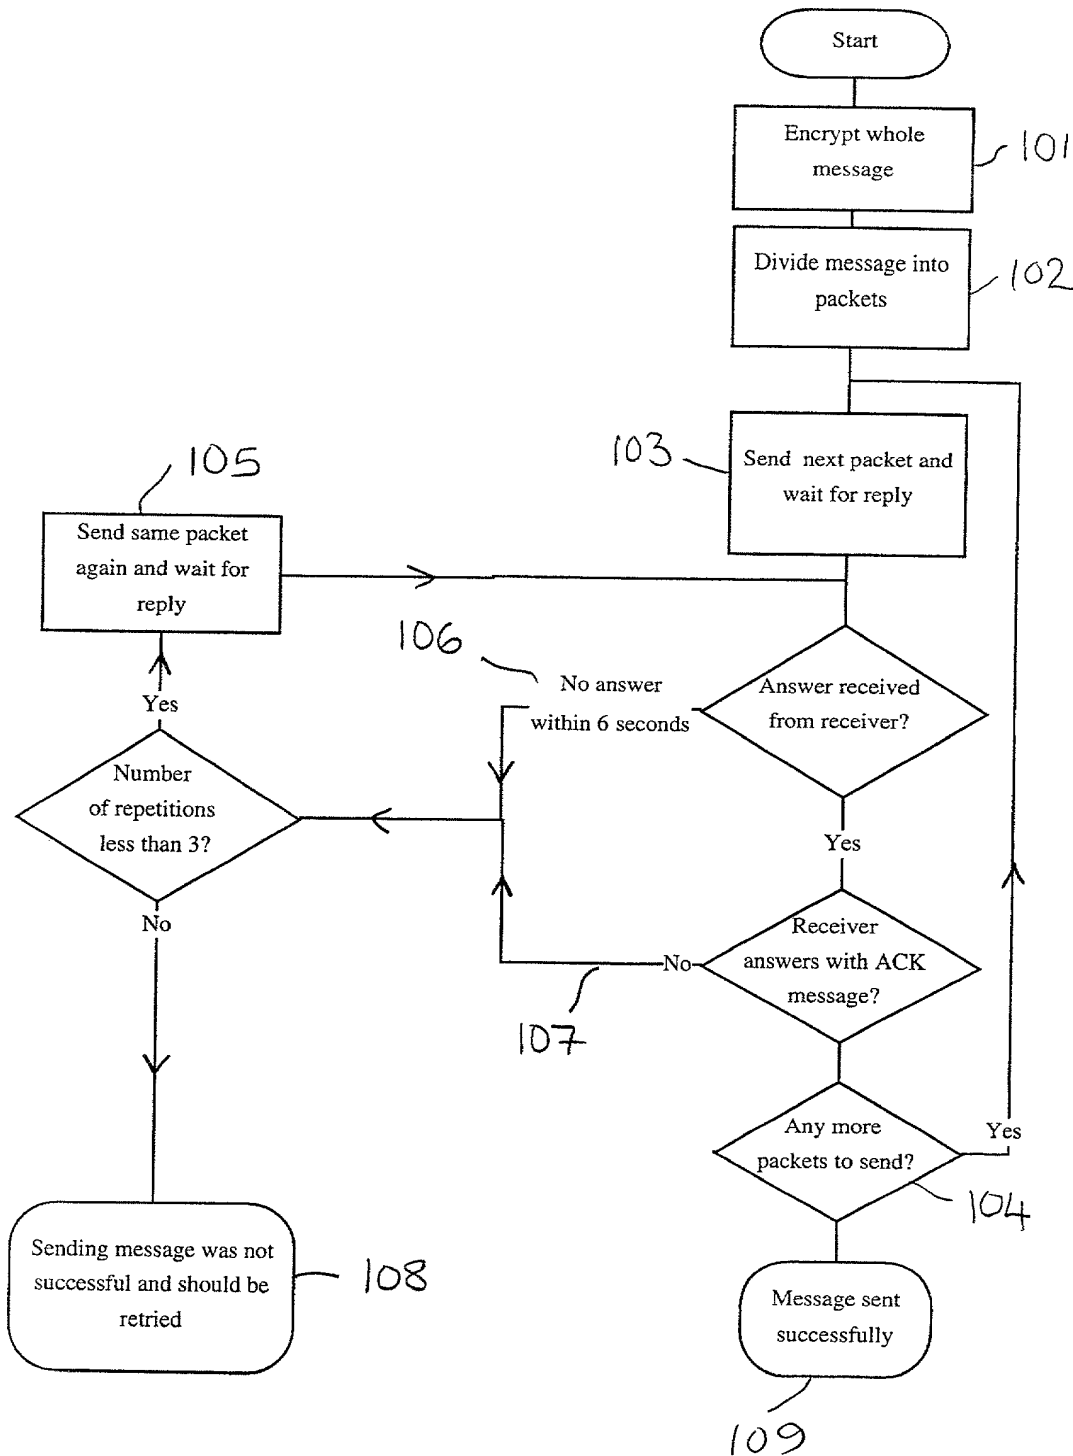 Start
Encrypt whole
message
101
Divide message into
packets
102
103
Send next packet and
wait for reply
105
Send same packet
again and wait for
reply
106
No answer
within 6 seconds
Answer received
from receiver?
Yes
Number
of repetitions
less than 3?
Yes
No
Receiver
answers with ACK
message?
No
107
Any more
packets to send?
Yes
104
Sending message was not
successful and should be
retried
108
Message sent
successfully
109